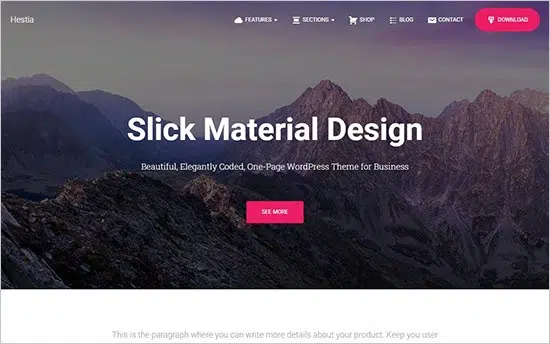 Hestia FEATURES SECTIONS SHOP BLOG CONTACT DOWNLOAD
Slick Material Design
Beautiful, Elegantly Coded, One-Page WordPress Theme for Business
SEE MORE
This is the paragraph where you can write more details about your product. Keep you user